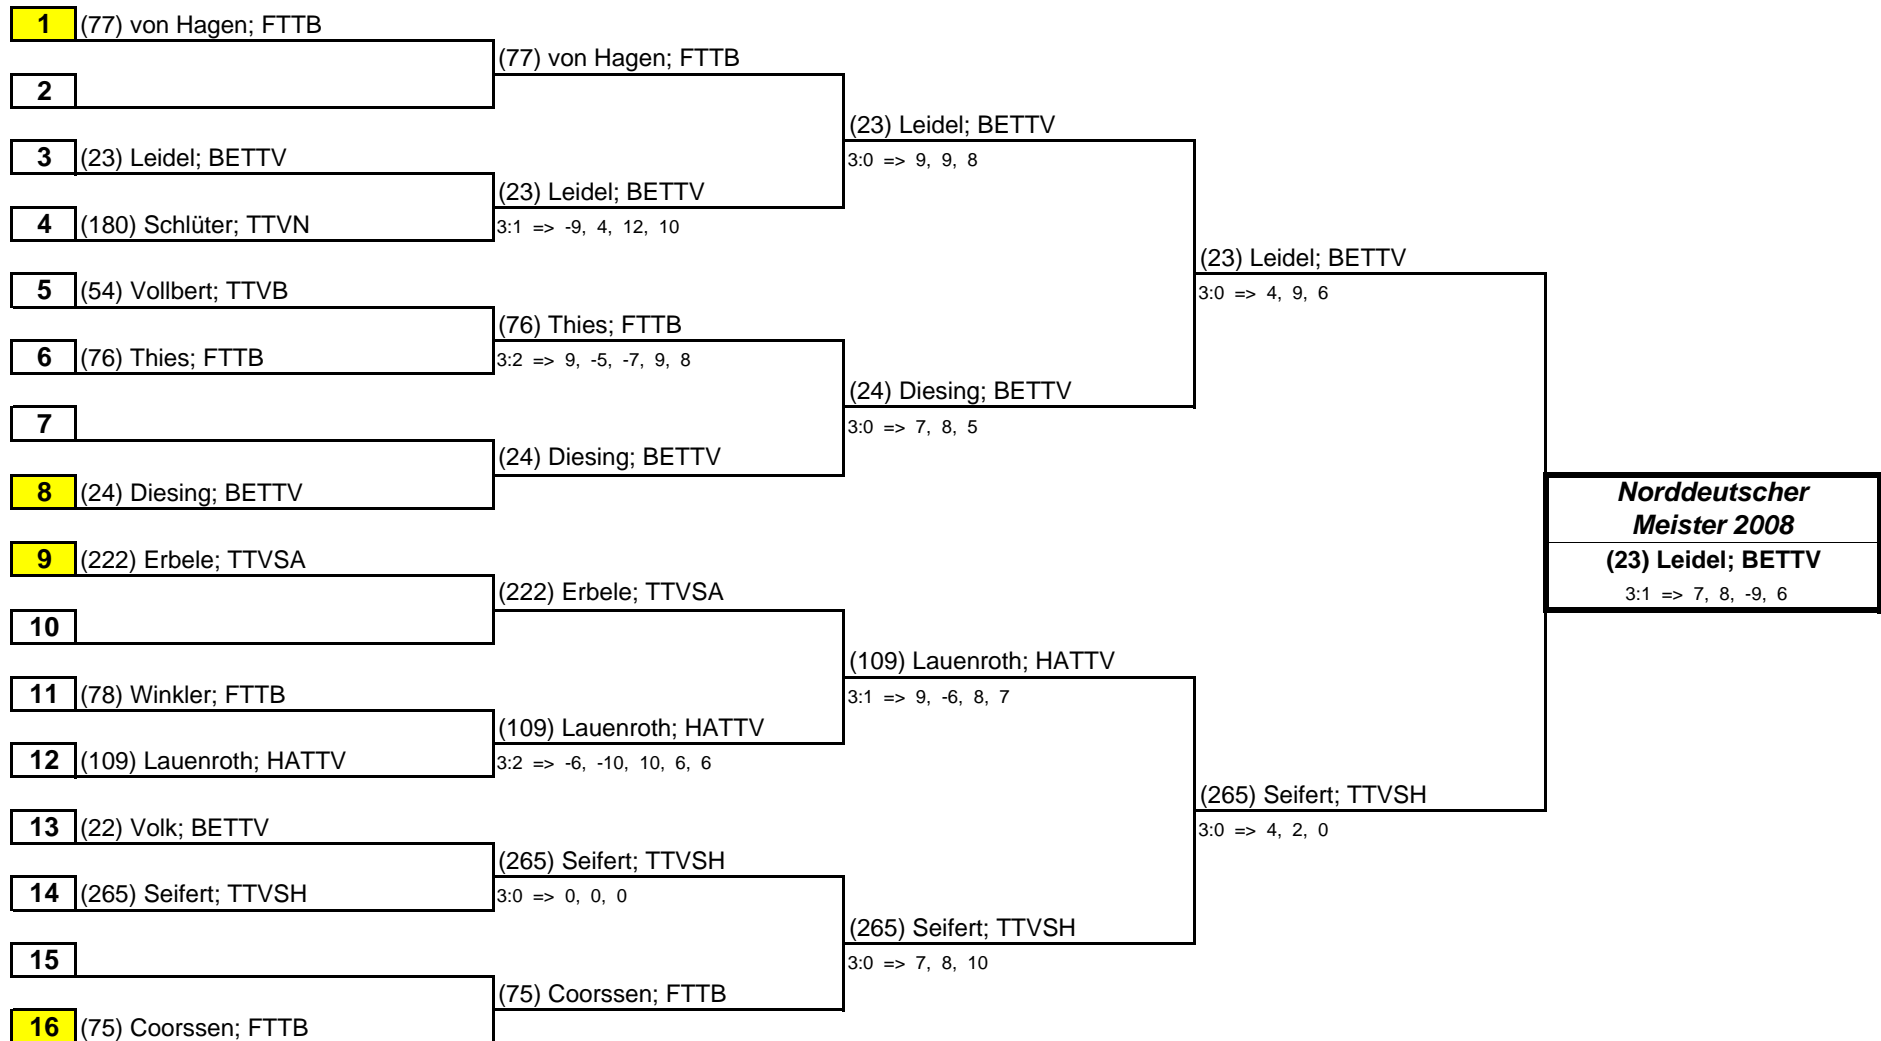 1 (77) von Hagen; FTTB
(77) von Hagen; FTTB
2
(23) Leidel; BETTV
3 (23) Leidel; BETTV
3:0 => 9, 9, 8
(23) Leidel; BETTV
4 (180) Schlüter; TTVN
3:1 => -9, 4, 12, 10
(23) Leidel; BETTV
5 (54) Vollbert; TTVB
3:0 => 4, 9, 6
(76) Thies; FTTB
6 (76) Thies; FTTB
3:2 => 9, -5, -7, 9, 8
(24) Diesing; BETTV
7
3:0 => 7, 8, 5
(24) Diesing; BETTV
8 (24) Diesing; BETTV
Norddeutscher
Meister 2008
9 (222) Erbele; TTVSA
(23) Leidel; BETTV
(222) Erbele; TTVSA
3:1 => 7, 8, -9, 6
10
(109) Lauenroth; HATTV
11 (78) Winkler; FTTB
3:1 => 9, -6, 8, 7
(109) Lauenroth; HATTV
12 (109) Lauenroth; HATTV
3:2 => -6, -10, 10, 6, 6
(265) Seifert; TTVSH
13 (22) Volk; BETTV
3:0 => 4, 2, 0
(265) Seifert; TTVSH
14 (265) Seifert; TTVSH
3:0 => 0, 0, 0
(265) Seifert; TTVSH
15
3:0 => 7, 8, 10
(75) Coorssen; FTTB
16 (75) Coorssen; FTTB